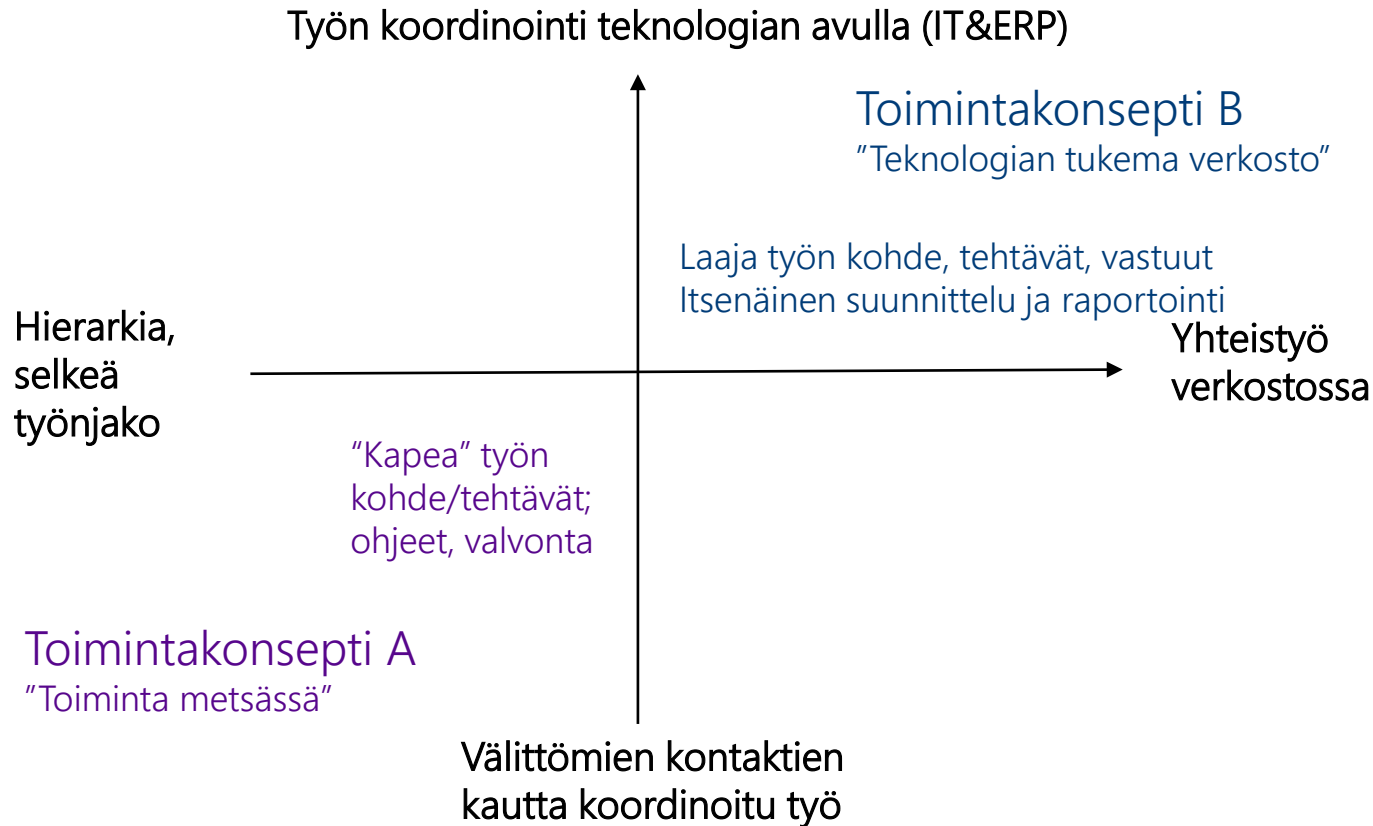 Työn koordinointi teknologian avulla (IT&ERP)
Toimintakonsepti B
”Teknologian tukema verkosto”
Laaja työn kohde, tehtävät, vastuut
Itsenäinen suunnittelu ja raportointi
Hierarkia,
selkeä
työnjako
Yhteistyö
verkostossa
“Kapea” työn
kohde/tehtävät;
ohjeet, valvonta
Toimintakonsepti A
”Toiminta metsässä”
Välittömien kontaktien
kautta koordinoitu työ